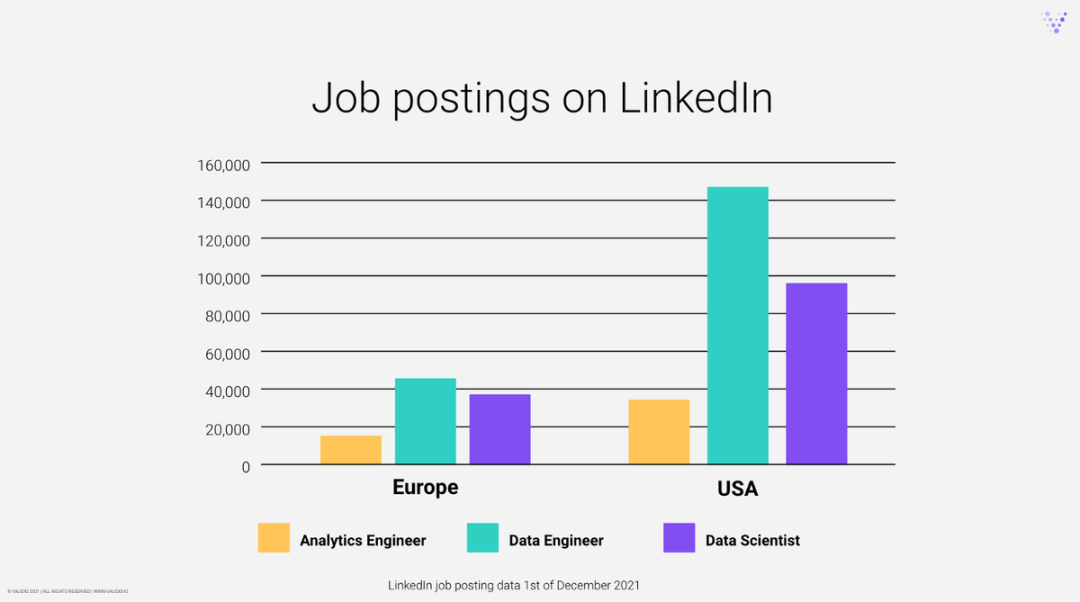 Job postings on LinkedIn
160,000
140,000
120,000
100,000
80,000
60,000
40,000
20,000
0
Europe
USA
Analytics Engineer
Data Engineer
Data Scientist
LinkedIn job posting data 1st of December 2021
© VALIDIO 2021 | ALL RIGHTS RESERVED | WWW.VALIDIO.IO